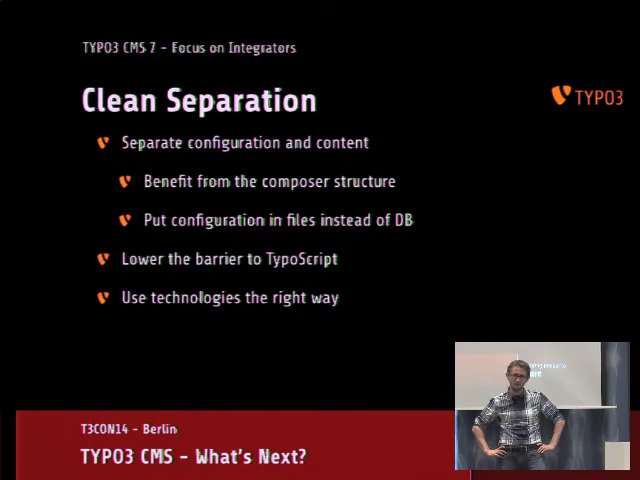 TYPO3 CMS 7 - Focus on Integrators
Clean Separation
TYPO3
Separate configuration and content
Benefit from the composer structure
Put configuration in files instead of DB
Lower the barrier to TypoScript
Use technologies the right way
T3CON14 - Berlin
TYPO3 CMS - What's Next?